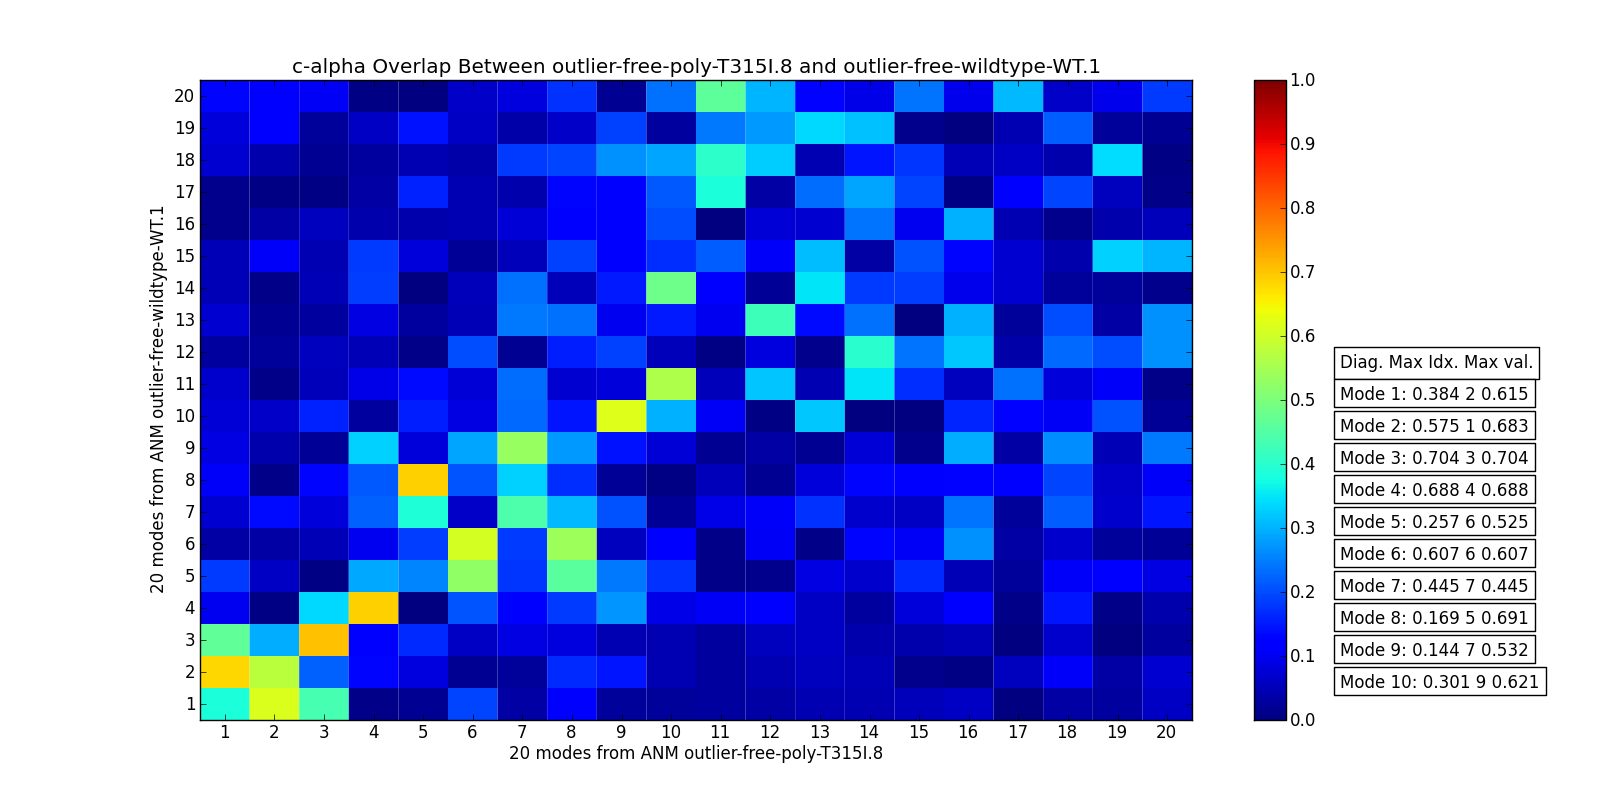 c-alpha Overlap Between outlier-free-poly-T315I.8 and outlier-free-wildtype-WT.1
20 modes from ANM outlier-free-wildtype-WT.1
20
19
18
17
16
15
14
13
12
11
10
9
8
7
6
5
4
3
2
1
1 2 3 4 5 6 7 8 9 10 11 12 13 14 15 16 17 18 19 20
20 modes from ANM outlier-free-poly-T315I.8
1.0
0.9
0.8
0.7
0.6
0.5
0.4
0.3
0.2
0.1
0.0
Diag. Max Idx. Max val.
Mode 1: 0.384 2 0.615
Mode 2: 0.575 1 0.683
Mode 3: 0.704 3 0.704
Mode 4: 0.688 4 0.688
Mode 5: 0.257 6 0.525
Mode 6: 0.607 6 0.607
Mode 7: 0.445 7 0.445
Mode 8: 0.169 5 0.691
Mode 9: 0.144 7 0.532
Mode 10: 0.301 9 0.621